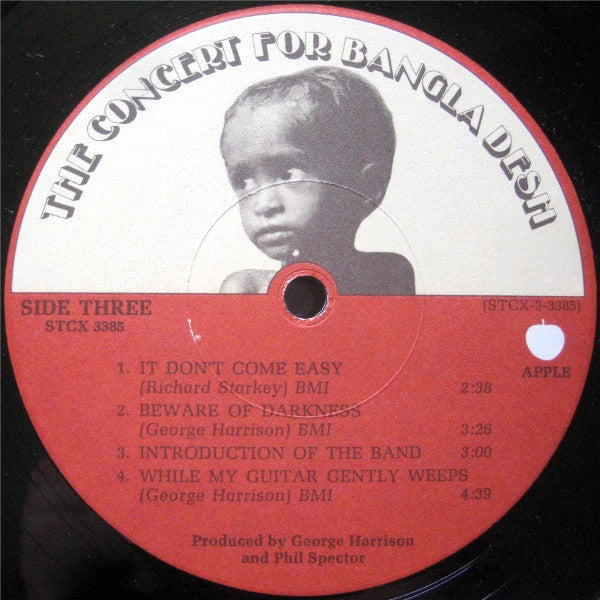 THE CONCERT FOR BANGLA DESH
SIDE THREE
STCX 3385
(STCX-3-3385)
APPLE
1. IT DON'T COME EASY
(Richard Starkey) BMI 2:38
2. BEWARE OF DARKNESS
(George Harrison) BMI 3:26
3. INTRODUCTION OF THE BAND 3:00
4. WHILE MY GUITAR GENTLY WEEPS
(George Harrison) BMI 4:39
Produced by George Harrison
and Phil Spector